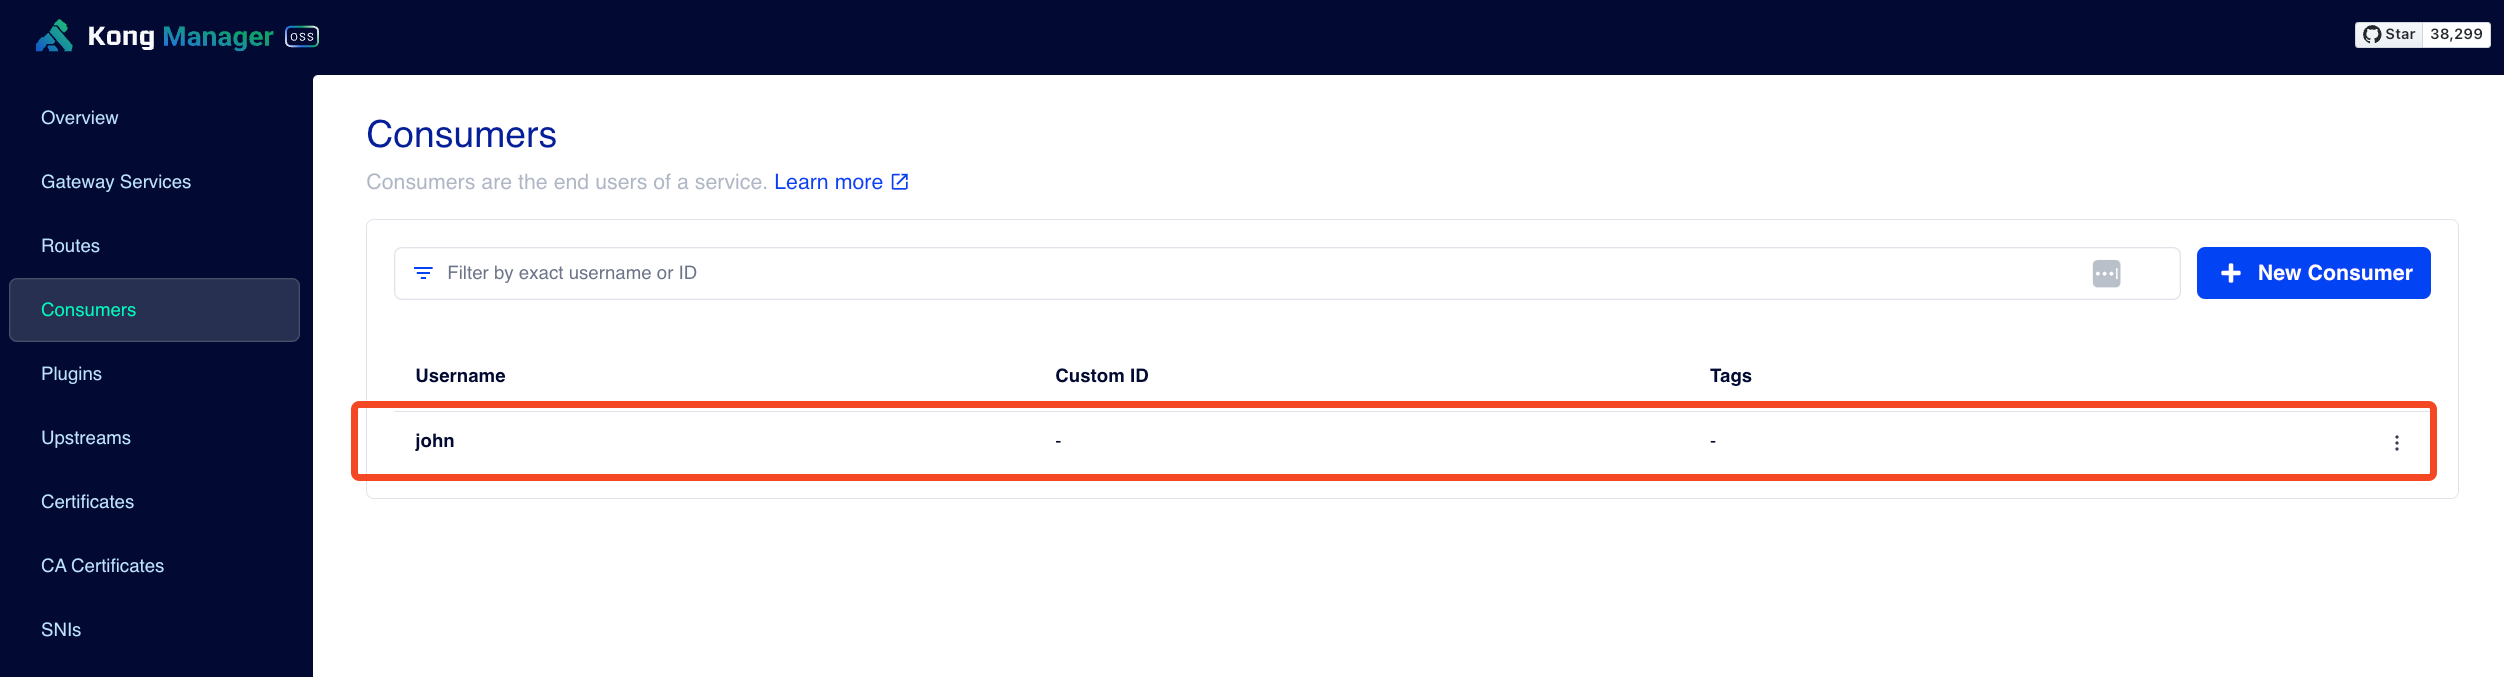 Kong Manager OSS
Star 38,299
Overview
Gateway Services
Routes
Consumers
Plugins
Upstreams
Certificates
CA Certificates
SNIs
Consumers
Consumers are the end users of a service. Learn more
Filter by exact username or ID
New Consumer
Username Custom ID Tags
john - -